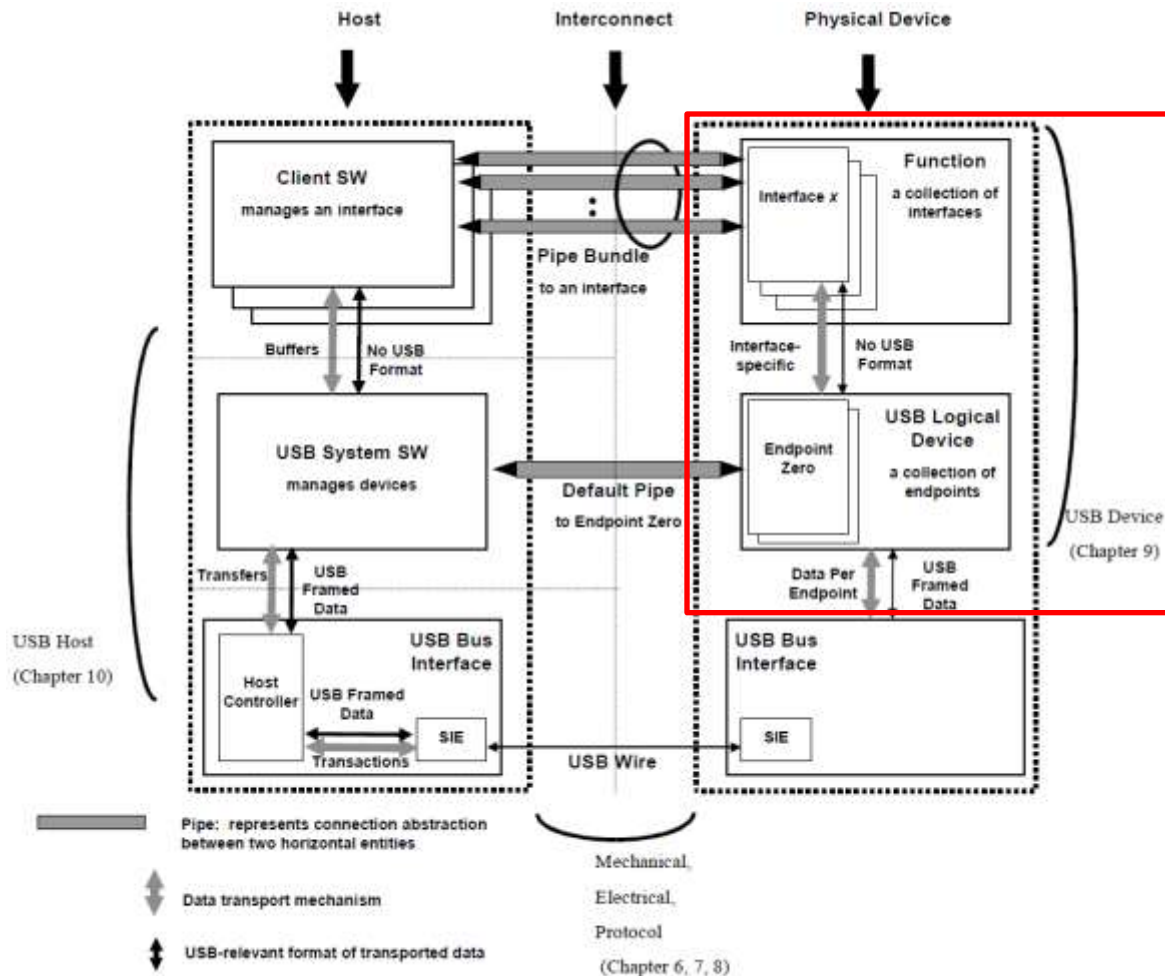 Host
Interconnect
Physical Device
Client SW
manages an interface
Pipe Bundle
to an interface
Interface x
Function
a collection of
interfaces
Buffers
No USB
Format
Interface-
specific
No USB
Format
USB System SW
manages devices
Default Pipe
to Endpoint Zero
Endpoint
Zero
USB Logical
Device
a collection of
endpoints
USB Device
(Chapter 9)
Transfers
USB
Framed
Data
Data Per
Endpoint
USB
Framed
Data
USB Host
(Chapter 10)
Host
Controller
USB Bus
Interface
USB Framed
Data
Transactions
SIE
USB Wire
USB Bus
Interface
SIE
Pipe: represents connection abstraction
between two horizontal entities
Data transport mechanism
USB-relevant format of transported data
Mechanical,
Electrical,
Protocol
(Chapter 6, 7, 8)